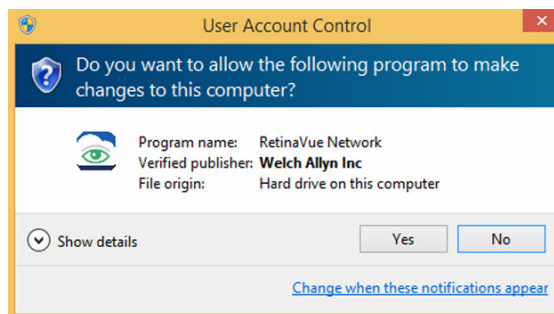 User Account Control
Do you want to allow the following program to make
changes to this computer?
Program name: RetinaVue Network
Verified publisher: Welch Allyn Inc
File origin: Hard drive on this computer
Show details
Yes
No
Change when these notifications appear